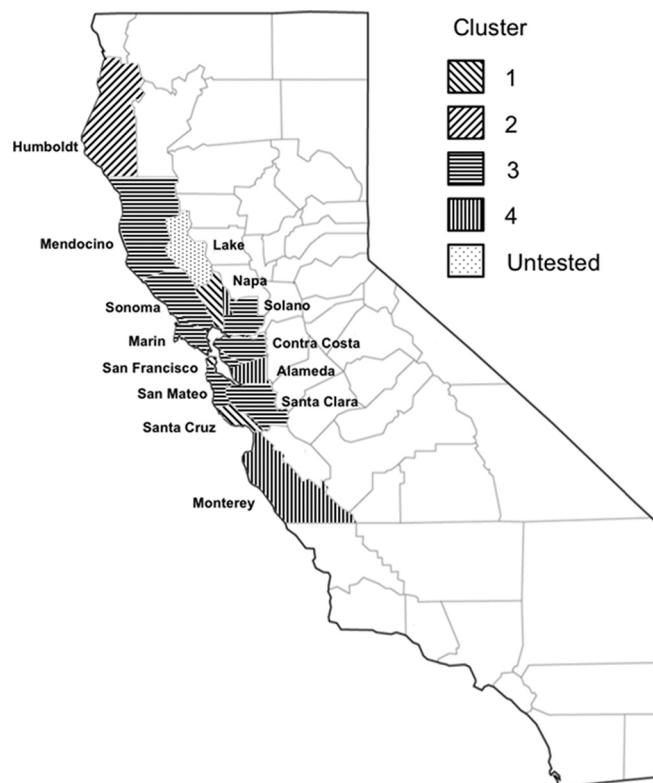 Cluster
1
2
3
4
Untested
Humboldt
Mendocino
Lake
Napa
Sonoma
Solano
Marin
Contra Costa
San Francisco
Alameda
San Mateo
Santa Clara
Santa Cruz
Monterey